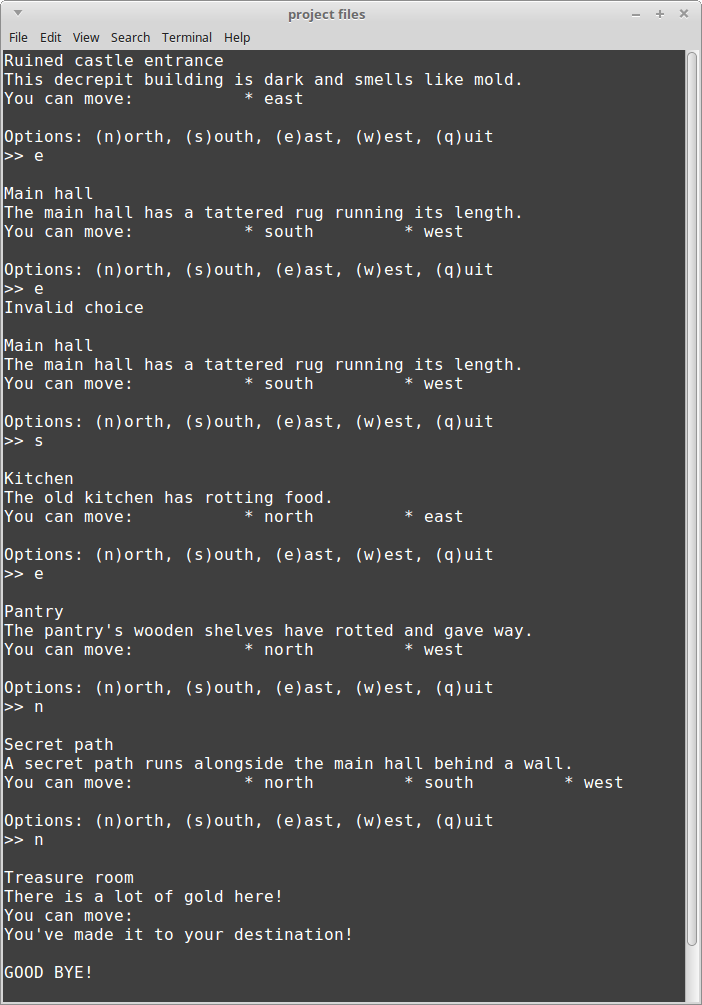 project files
File Edit View Search Terminal Help
Ruined castle entrance
This decrepit building is dark and smells like mold.
You can move: * east
Options: (n)orth, (s)outh, (e)ast, (w)est, (q)uit
>> e
Main hall
The main hall has a tattered rug running its length.
You can move: * south * west
Options: (n)orth, (s)outh, (e)ast, (w)est, (q)uit
>> e
Invalid choice
Main hall
The main hall has a tattered rug running its length.
You can move: * south * west
Options: (n)orth, (s)outh, (e)ast, (w)est, (q)uit
>> s
Kitchen
The old kitchen has rotting food.
You can move: * north * east
Options: (n)orth, (s)outh, (e)ast, (w)est, (q)uit
>> e
Pantry
The pantry's wooden shelves have rotted and gave way.
You can move: * north * west
Options: (n)orth, (s)outh, (e)ast, (w)est, (q)uit
>> n
Secret path
A secret path runs alongside the main hall behind a wall.
You can move: * north * south * west
Options: (n)orth, (s)outh, (e)ast, (w)est, (q)uit
>> n
Treasure room
There is a lot of gold here!
You can move:
You've made it to your destination!
GOOD BYE!